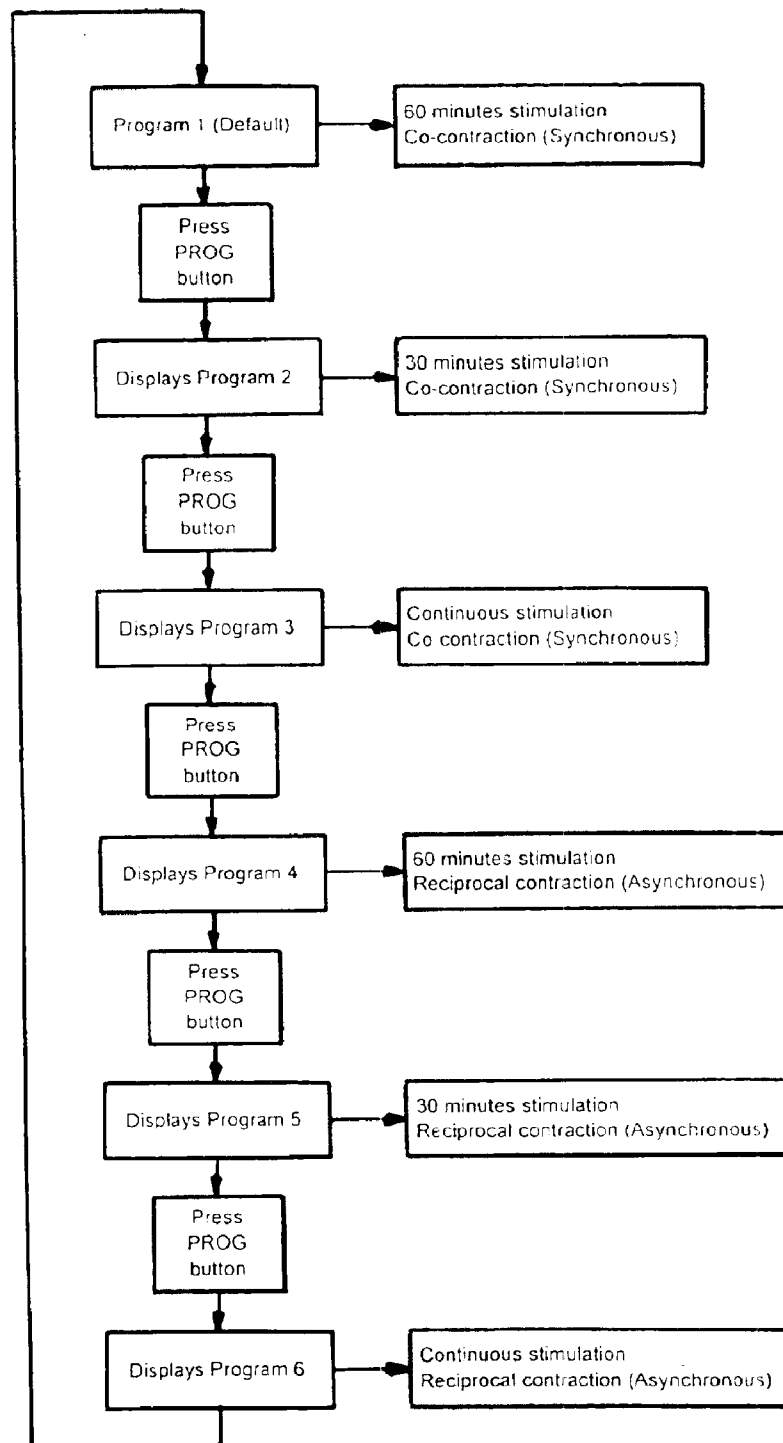 Program 1 (Default)
60 minutes stimulation
Co-contraction (Synchronous)
Press
PROG
button
Displays Program 2
30 minutes stimulation
Co-contraction (Synchronous)
Press
PROG
button
Displays Program 3
Continuous stimulation
Co contraction (Synchronous)
Press
PROG
button
Displays Program 4
60 minutes stimulation
Reciprocal contraction (Asynchronous)
Press
PROG
button
Displays Program 5
30 minutes stimulation
Reciprocal contraction (Asynchronous)
Press
PROG
button
Displays Program 6
Continuous stimulation
Reciprocal contraction (Asynchronous)